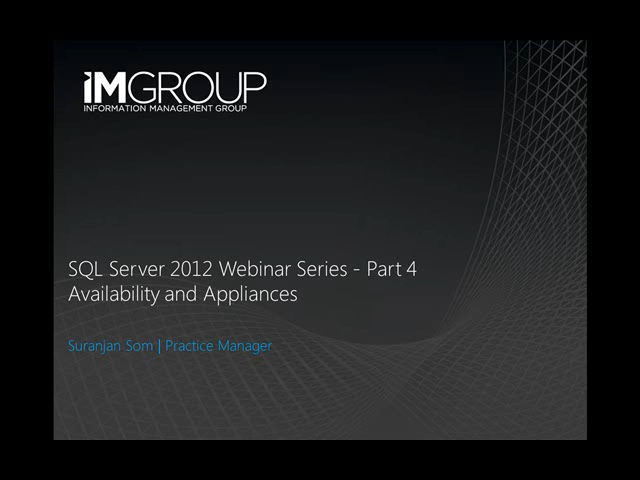 iMGROUP
INFORMATION MANAGEMENT GROUP
SQL Server 2012 Webinar Series - Part 4
Availability and Appliances
Suranjan Som | Practice Manager